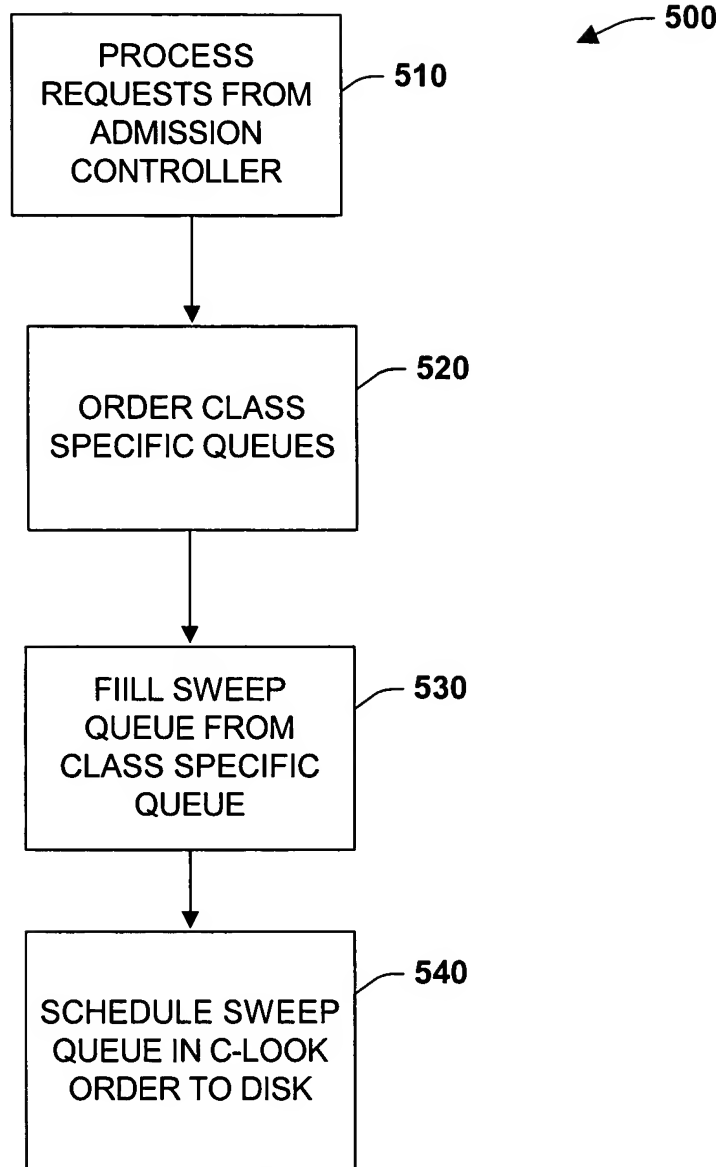 500
PROCESS
REQUESTS FROM
ADMISSION
CONTROLLER
510
ORDER CLASS
SPECIFIC QUEUES
520
FIILL SWEEP
QUEUE FROM
CLASS SPECIFIC
QUEUE
530
SCHEDULE SWEEP
QUEUE IN C-LOOK
ORDER TO DISK
540